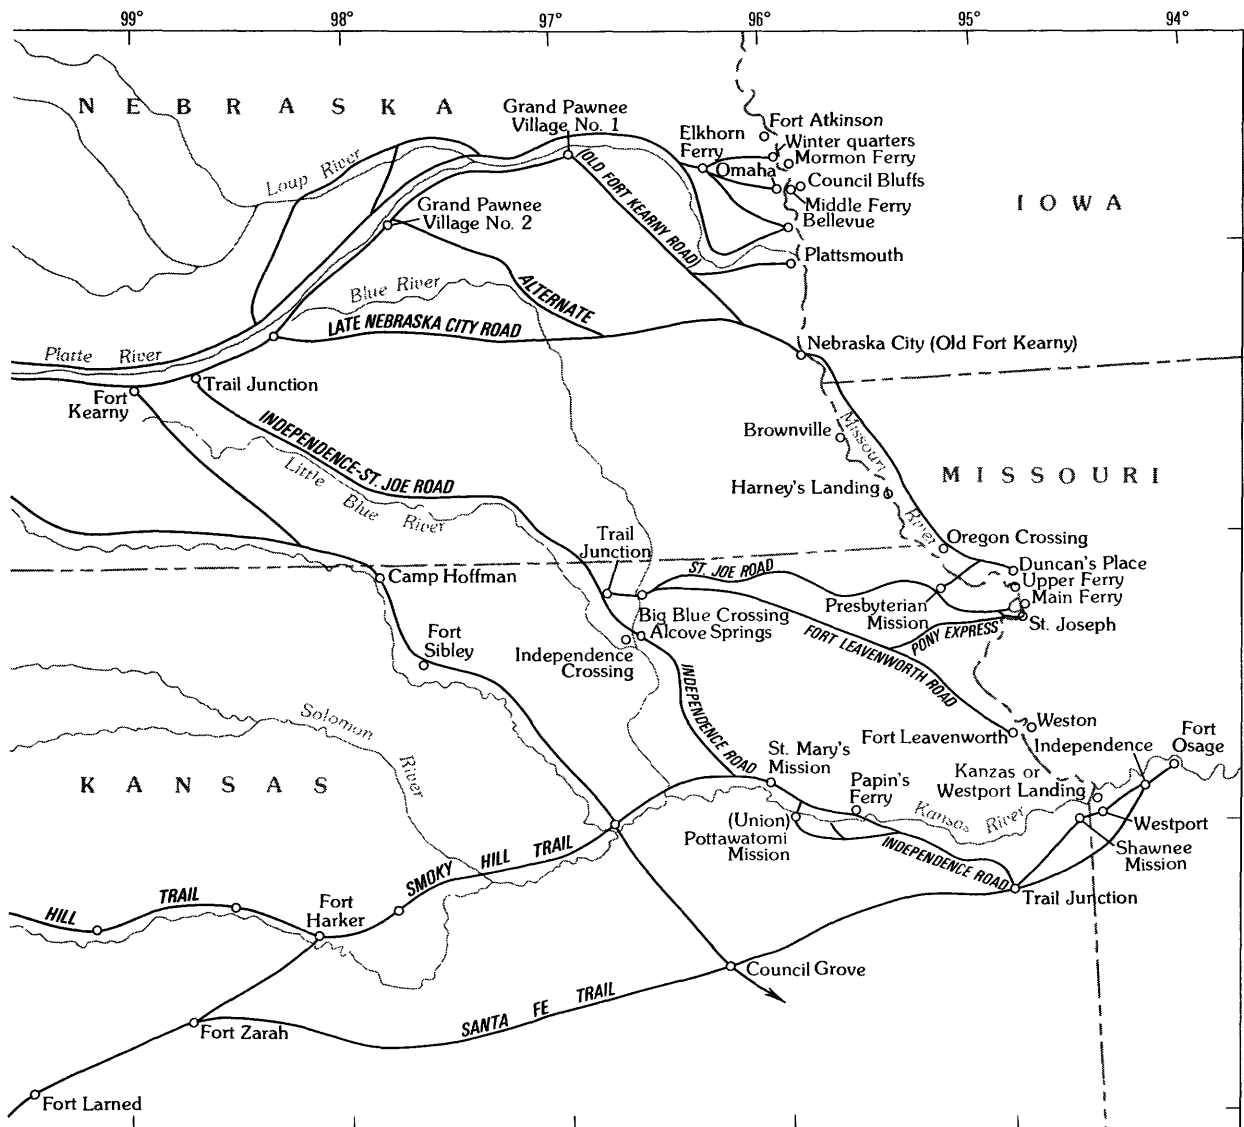 99° 98° 97° 96° 95° 94°
NEBRASKA
Grand Pawnee
Village No. 1
Fort Atkinson
Elkhorn
Ferry
Winter quarters
Mormon Ferry
Omaha
Council Bluffs
Middle Ferry
Bellevue
IOWA
Loup River
(OLD FORT KEARNY ROAD)
Grand Pawnee
Village No. 2
Plattsmouth
Blue River
ALTERNATE
LATE NEBRASKA CITY ROAD
Nebraska City (Old Fort Kearny)
Platte River
Trail Junction
Fort
Kearny
INDEPENDENCE-ST. JOE ROAD
Brownville
Missouri
River
MISSOURI
Little
Blue River
Harney's Landing
Trail
Junction
Oregon Crossing
ST. JOE ROAD
Duncan's Place
Upper Ferry
Main Ferry
Camp Hoffman
Big Blue Crossing
Alcove Springs
Presbyterian
Mission
PONY EXPRESS
St. Joseph
Fort
Sibley
Independence
Crossing
FORT LEAVENWORTH ROAD
INDEPENDENCE ROAD
Solomon
River
Weston
Fort Leavenworth
Independence
Fort
Osage
St. Mary's
Mission
Papin's
Ferry
Kanzas or
Westport Landing
KANSAS
Kansas River
(Union)
Pottawatomi
Mission
Westport
Shawnee
Mission
INDEPENDENCE ROAD
SMOKY HILL TRAIL
Trail Junction
HILL TRAIL
Fort
Harker
Council Grove
SANTA FE TRAIL
Fort Zarah
Fort Larned